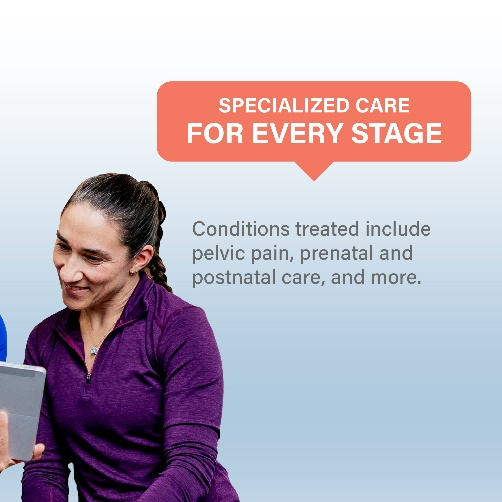 SPECIALIZED CARE
FOR EVERY STAGE
Conditions treated include
pelvic pain, prenatal and
postnatal care, and more.